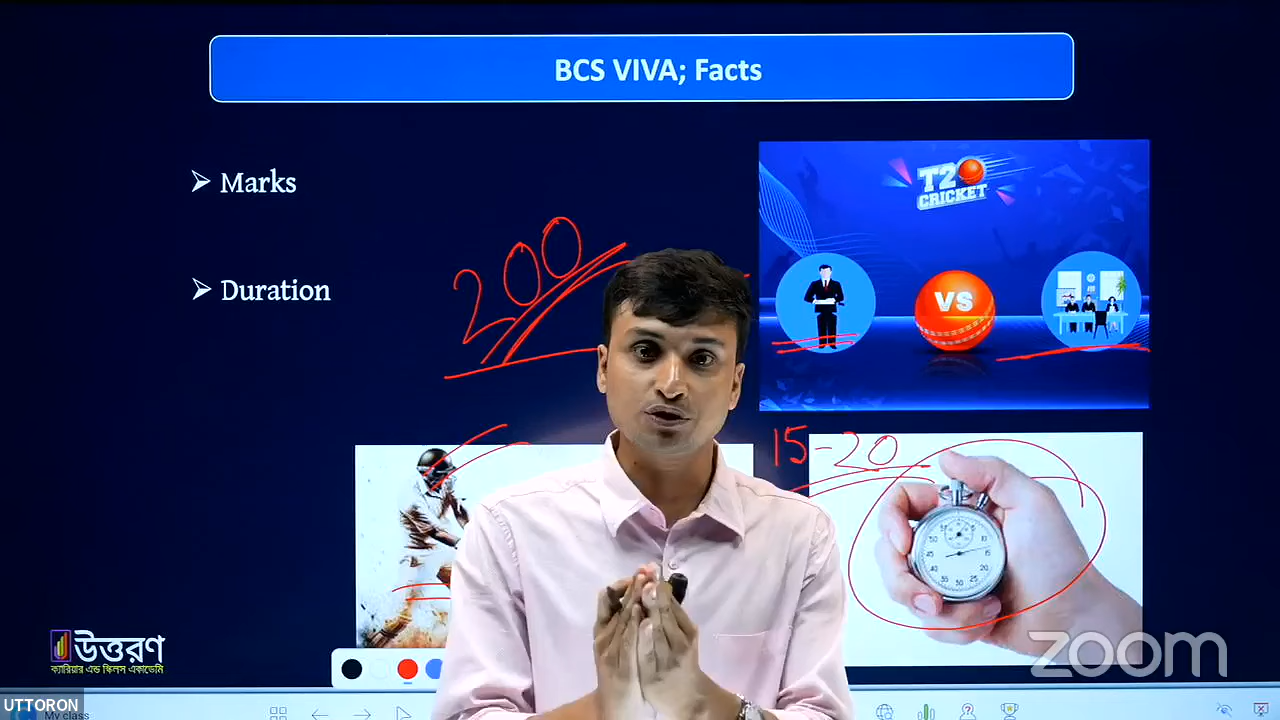 BCS VIVA; Facts
Marks
200
T20
CRICKET
VS
Duration
15-20
উত্তরণ
ক্যারিয়ার এন্ড স্কিলস একাডেমি
zoom
UTTORON
My class